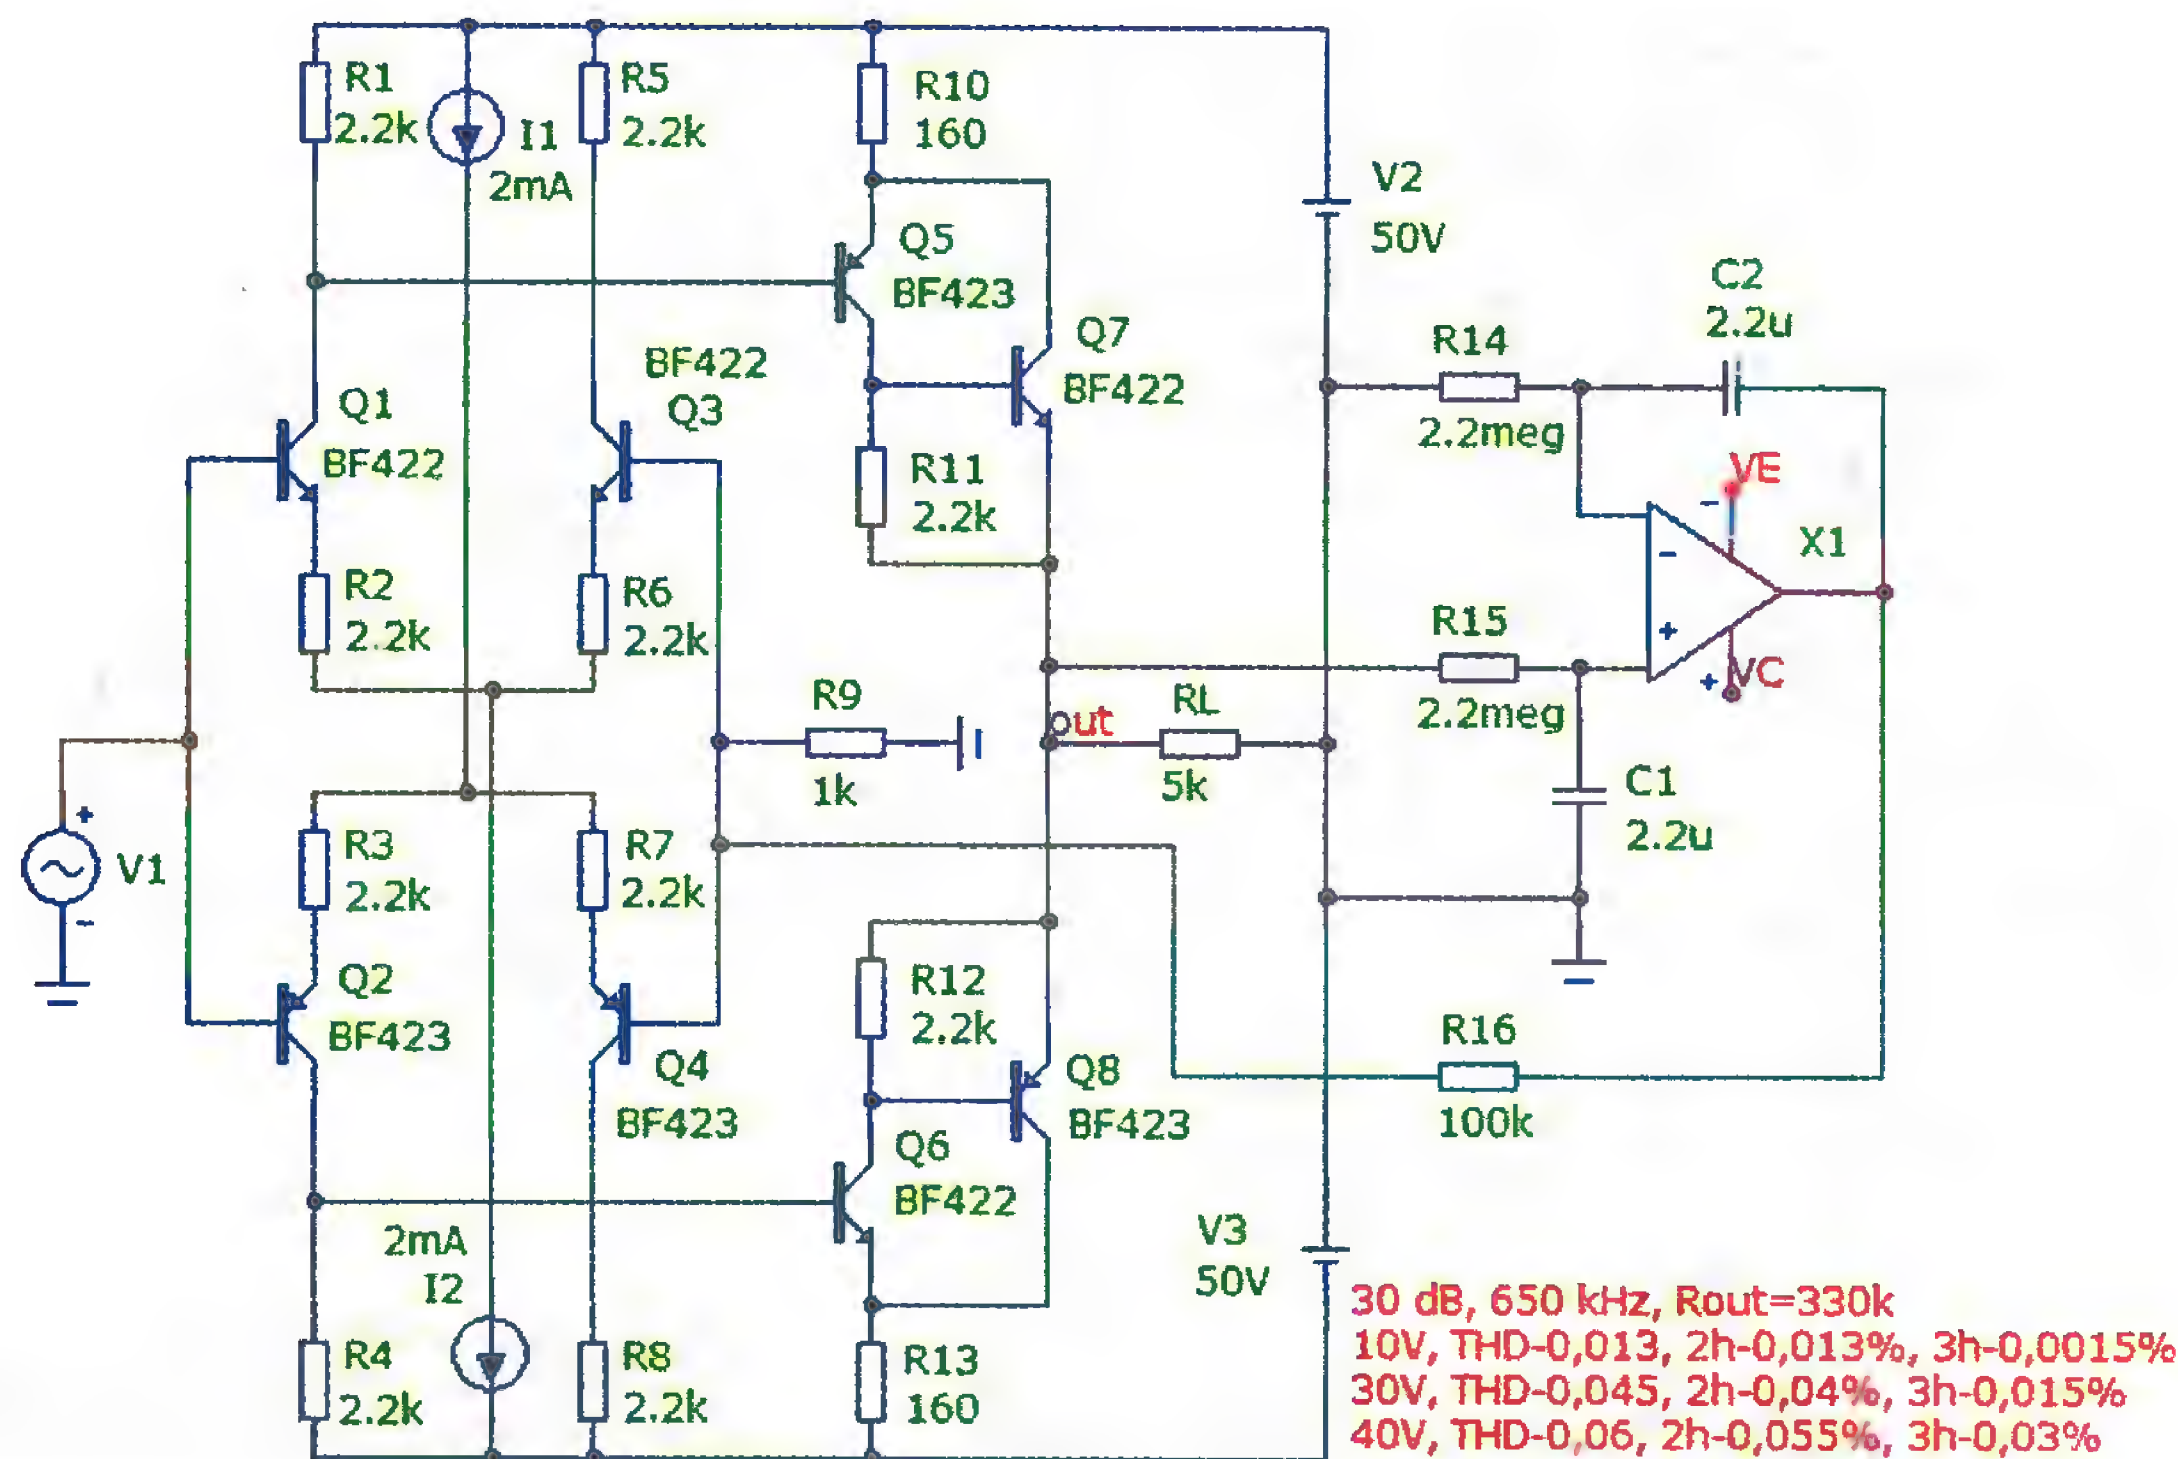 R1
2.2k
I1
2mA
R5
2.2k
R10
160
V2
50V
Q5
BF423
C2
2.2u
Q7
BF422
R14
2.2meg
BF422
Q3
Q1
BF422
R11
2.2k
VE
-
-
X1
+
R2
2.2k
R6
2.2k
R15
2.2meg
VC
+
R9
1k
out
RL
5k
C1
2.2u
+
V1
-
R3
2.2k
R7
2.2k
Q2
BF423
R12
2.2k
R16
100k
Q4
BF423
Q8
BF423
Q6
BF422
2mA
I2
V3
50V
R4
2.2k
R8
2.2k
R13
160
30 dB, 650 kHz, Rout=330k
10V, THD-0,013, 2h-0,013%, 3h-0,0015%
30V, THD-0,045, 2h-0,04%, 3h-0,015%
40V, THD-0,06, 2h-0,055%, 3h-0,03%